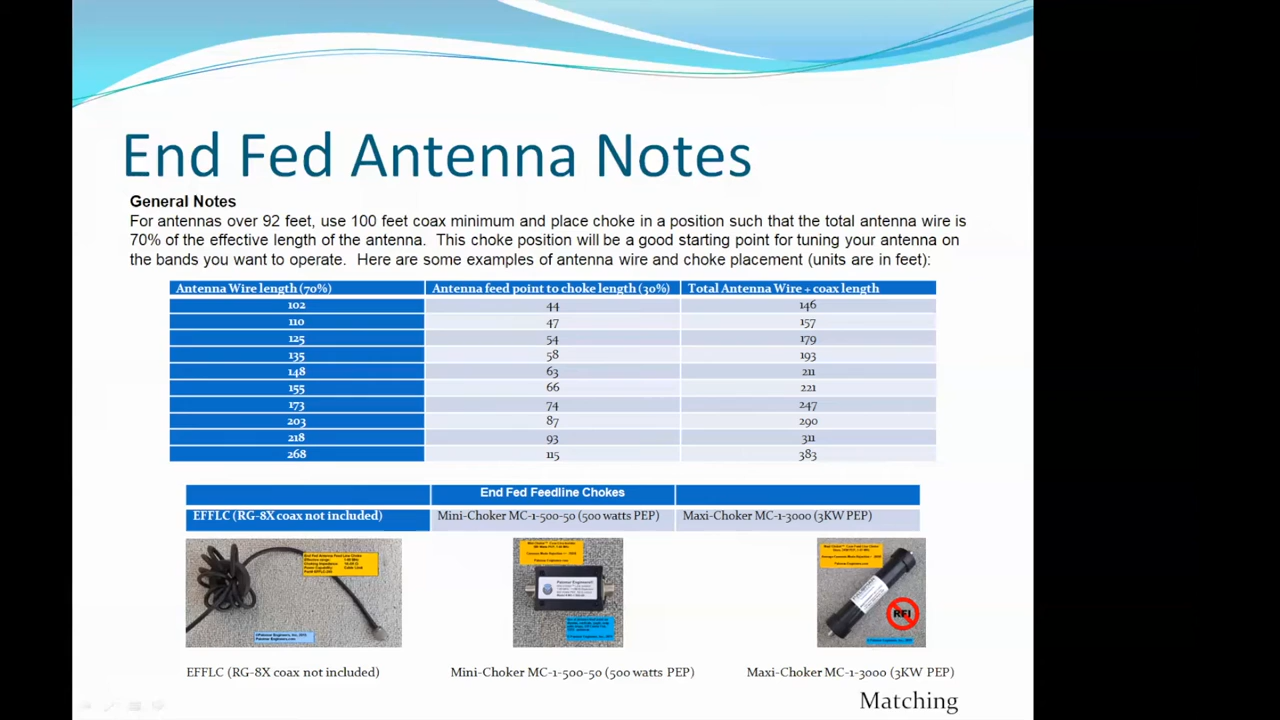 End Fed Antenna Notes
General Notes
For antennas over 92 feet, use 100 feet coax minimum and place choke in a position such that the total antenna wire is
70% of the effective length of the antenna. This choke position will be a good starting point for tuning your antenna on
the bands you want to operate. Here are some examples of antenna wire and choke placement (units are in feet):
Antenna Wire length (70%) Antenna feed point to choke length (30%) Total Antenna Wire + coax length
102 44 146
110 47 157
125 54 179
135 58 193
148 63 211
155 66 221
173 74 247
203 87 290
218 93 311
268 115 383
End Fed Feedline Chokes
EFFLC (RG-8X coax not included) Mini-Choker MC-1-500-50 (500 watts PEP) Maxi-Choker MC-1-3000 (3KW PEP)
End Fed Antenna Feed Line Choke
Palomar Engineers
RFI
EFFLC (RG-8X coax not included) Mini-Choker MC-1-500-50 (500 watts PEP) Maxi-Choker MC-1-3000 (3KW PEP)
Matching